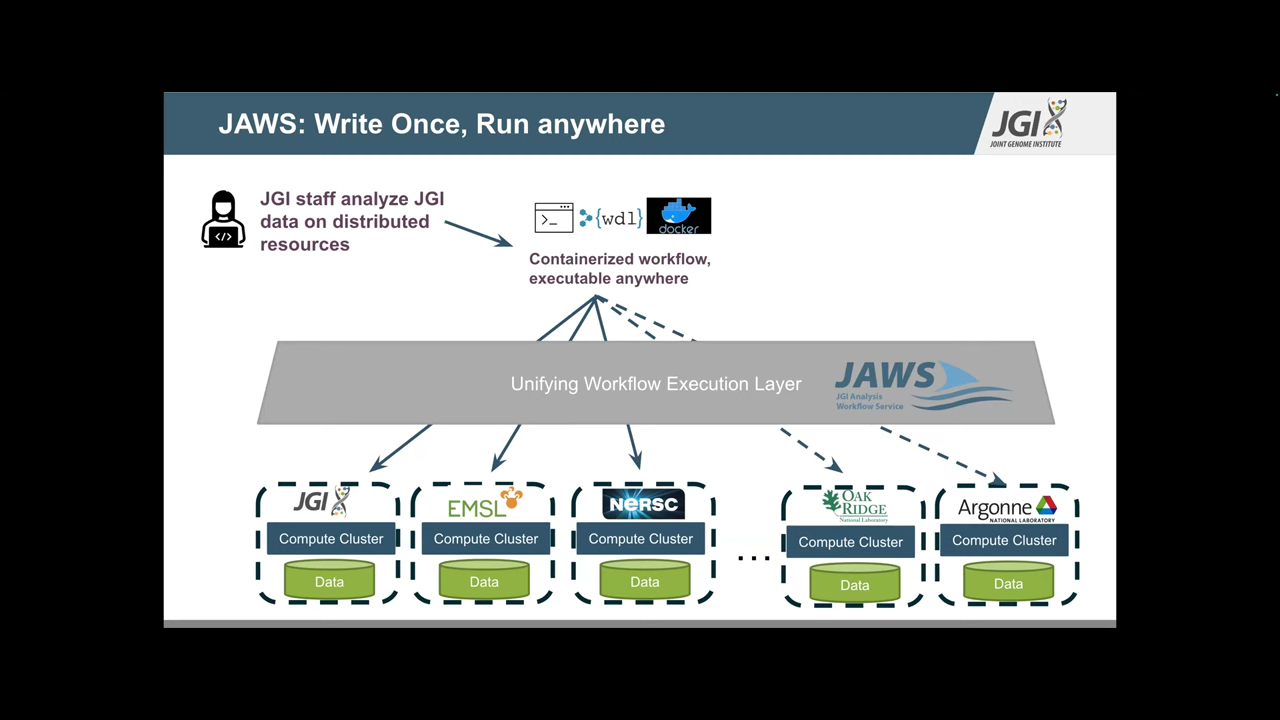 JAWS: Write Once, Run anywhere
JGI
JOINT GENOME INSTITUTE
JGI staff analyze JGI
data on distributed
resources
>_
{wdl}
docker
</>
Containerized workflow,
executable anywhere
Unifying Workflow Execution Layer
JAWS
JGI Analysis
Workflow Service
JGI
Compute Cluster
Data
EMSL
Compute Cluster
Data
NERSC
Compute Cluster
Data
...
OAK
RIDGE
National Laboratory
Compute Cluster
Data
Argonne
NATIONAL LABORATORY
Compute Cluster
Data